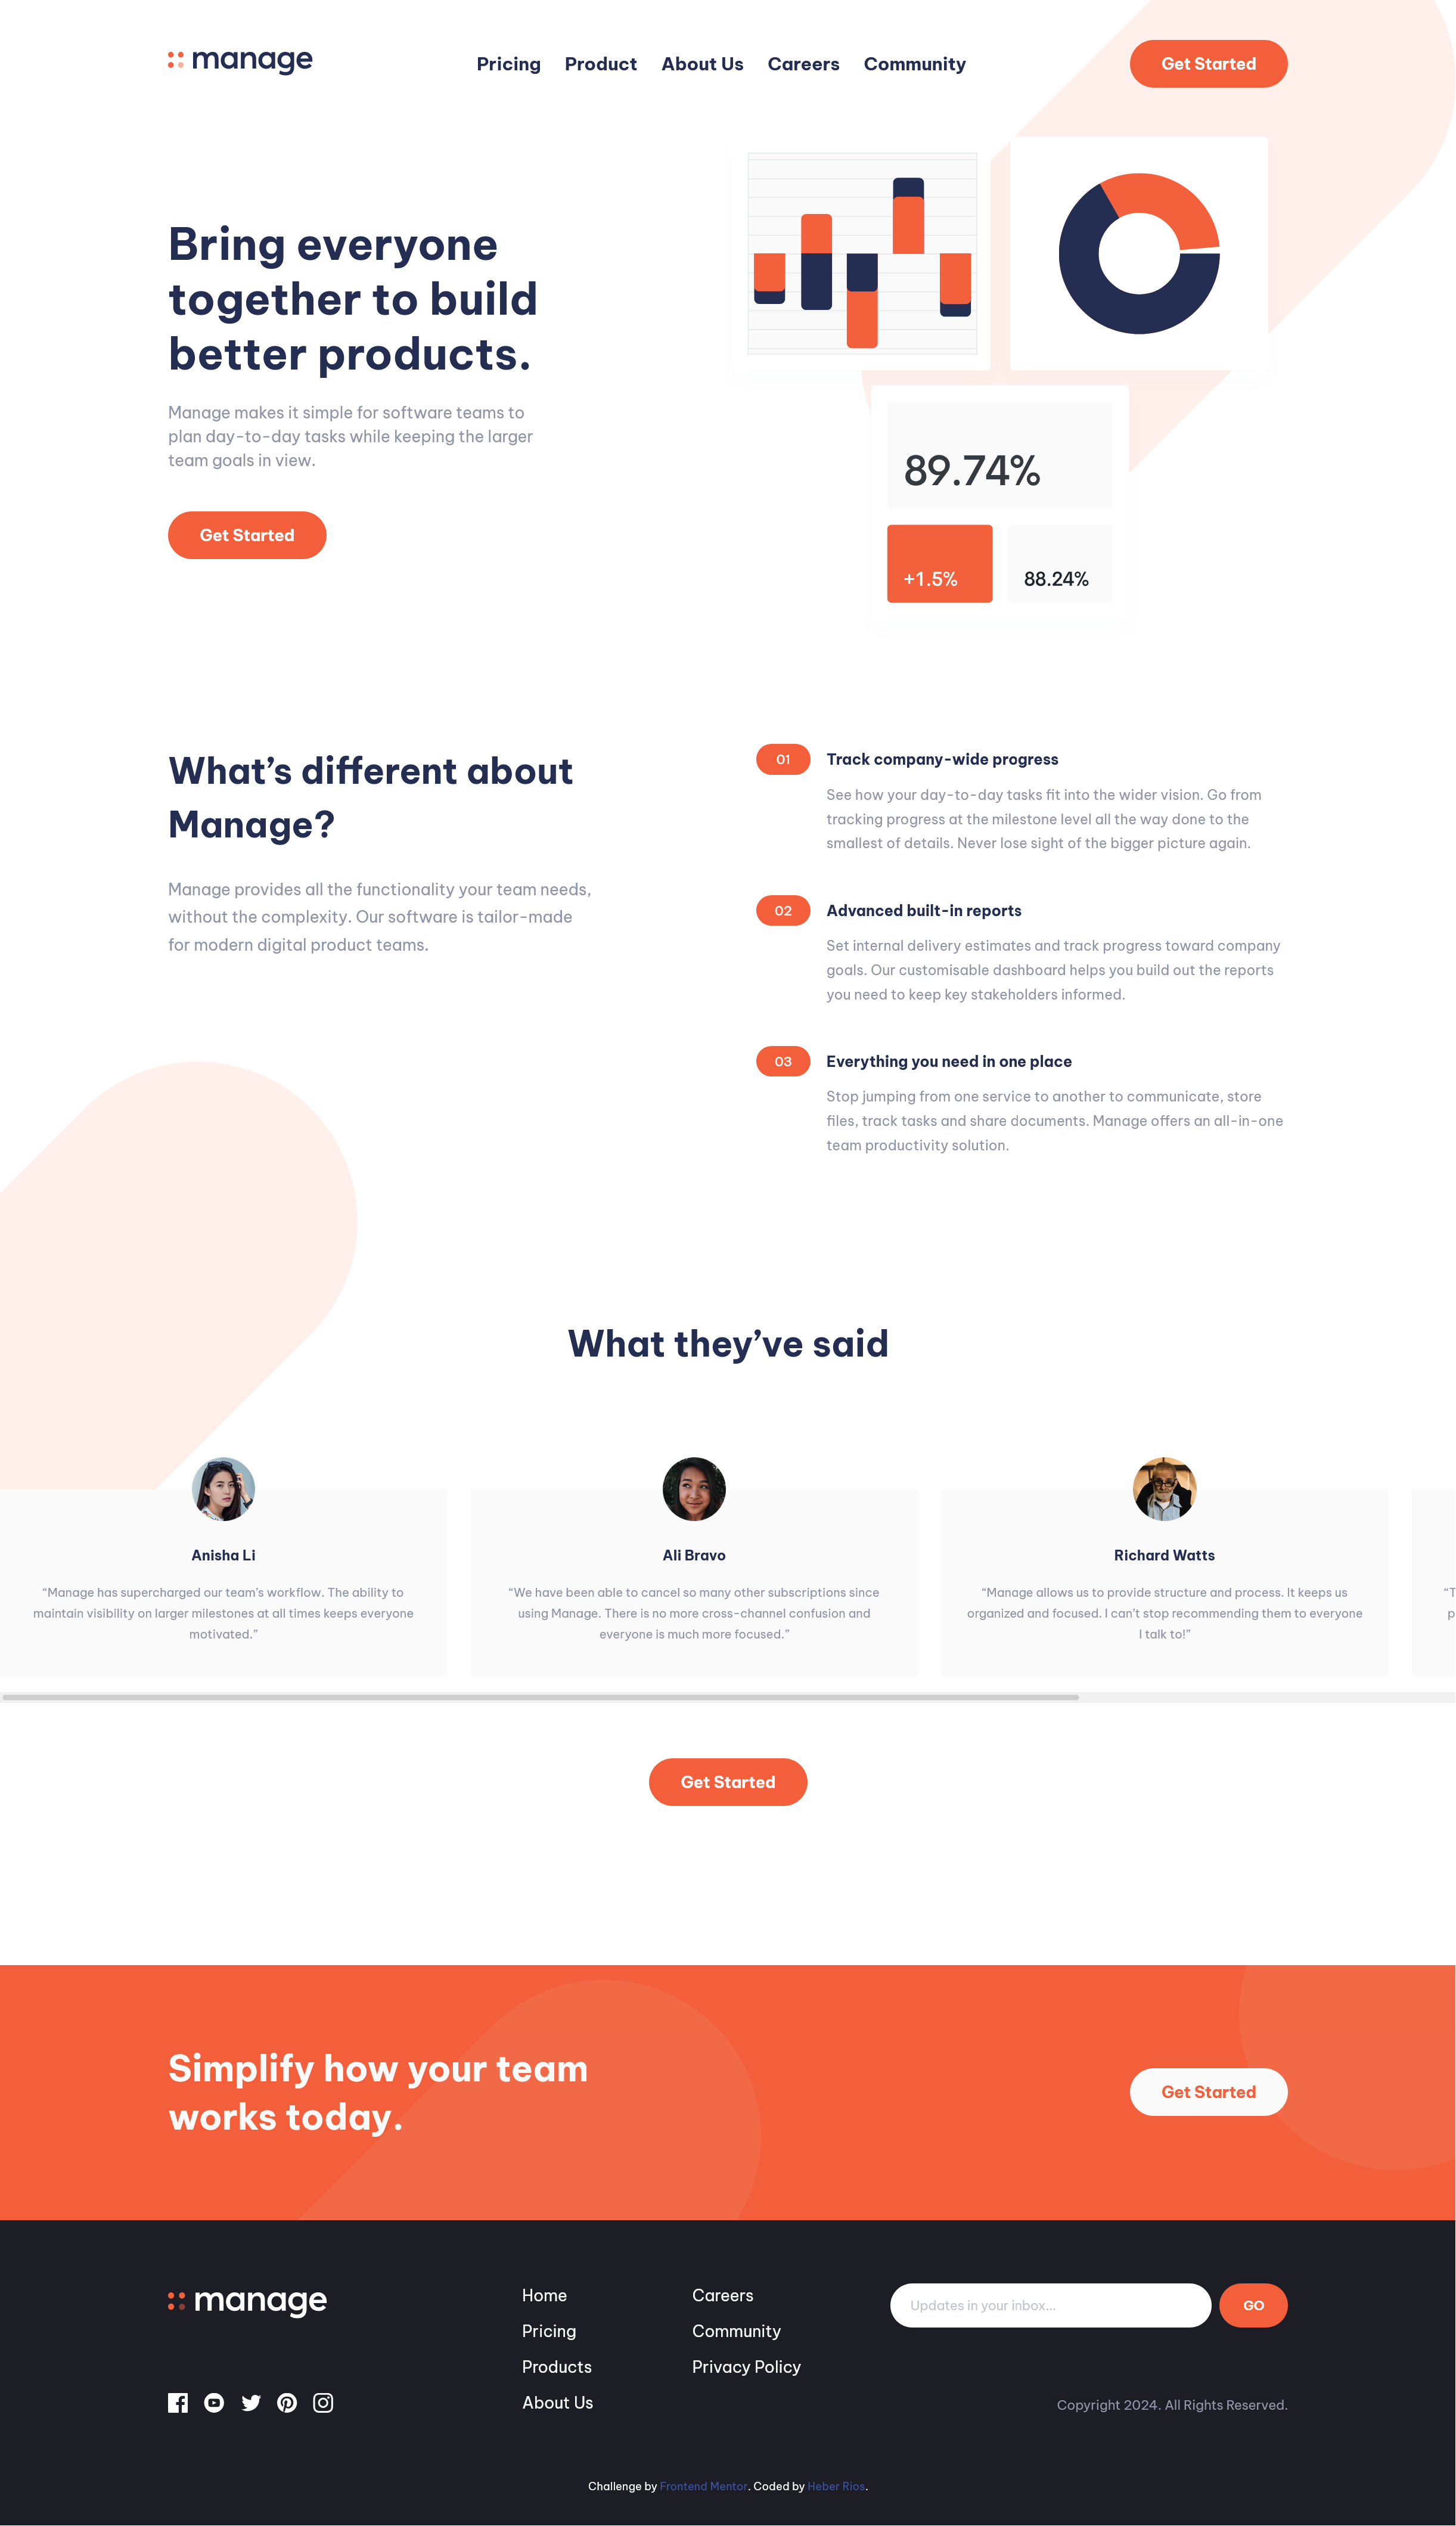 manage
Pricing Product About Us Careers Community
Get Started
Bring everyone
together to build
better products.
Manage makes it simple for software teams to
plan day-to-day tasks while keeping the larger
team goals in view.
Get Started
89.74%
+1.5%
88.24%
What’s different about
Manage?
Manage provides all the functionality your team needs,
without the complexity. Our software is tailor-made
for modern digital product teams.
01
Track company-wide progress
See how your day-to-day tasks fit into the wider vision. Go from
tracking progress at the milestone level all the way done to the
smallest of details. Never lose sight of the bigger picture again.
02
Advanced built-in reports
Set internal delivery estimates and track progress toward company
goals. Our customisable dashboard helps you build out the reports
you need to keep key stakeholders informed.
03
Everything you need in one place
Stop jumping from one service to another to communicate, store
files, track tasks and share documents. Manage offers an all-in-one
team productivity solution.
What they’ve said
Anisha Li
“Manage has supercharged our team’s workflow. The ability to
maintain visibility on larger milestones at all times keeps everyone
motivated.”
Ali Bravo
“We have been able to cancel so many other subscriptions since
using Manage. There is no more cross-channel confusion and
everyone is much more focused.”
Richard Watts
“Manage allows us to provide structure and process. It keeps us
organized and focused. I can’t stop recommending them to everyone
I talk to!”
Get Started
Simplify how your team
works today.
Get Started
manage
Home
Pricing
Products
About Us
Careers
Community
Privacy Policy
Updates in your inbox...
GO
Copyright 2024. All Rights Reserved.
Challenge by Frontend Mentor. Coded by Heber Rios.